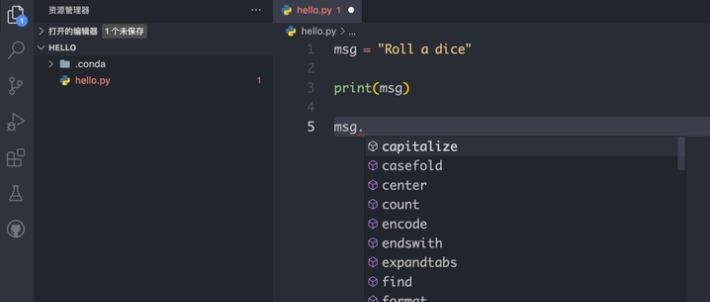 资源管理器
···
打开的编辑器 1 个未保存
HELLO
.conda
hello.py 1
1
hello.py 1
hello.py > ...
1 msg = "Roll a dice"
2
3 print(msg)
4
5 msg.
capitalize
casefold
center
count
encode
endswith
expandtabs
find
format